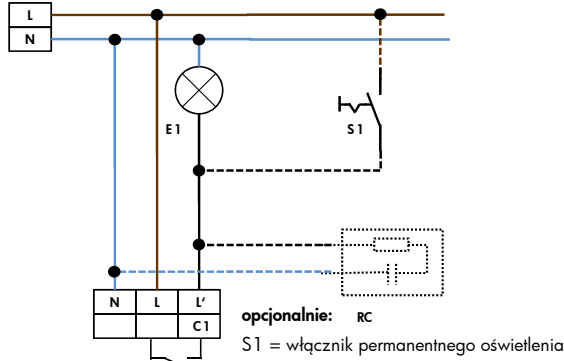 L
N
E1
S1
N L L'
C1
opcjonalnie: RC
S1 = włącznik permanentnego oświetlenia